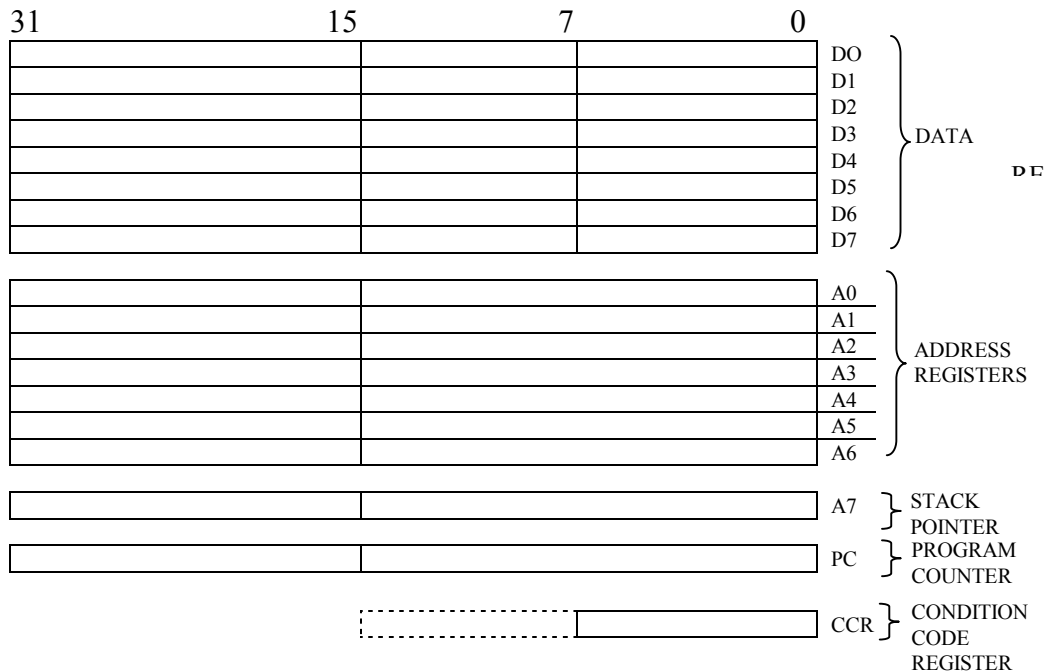 31 15 7 0
DO
D1
D2
D3
D4
D5
D6
D7
DATA
A0
A1
A2
A3
A4
A5
A6
ADDRESS
REGISTERS
A7
STACK
POINTER
PC
PROGRAM
COUNTER
CCR
CONDITION
CODE
REGISTER